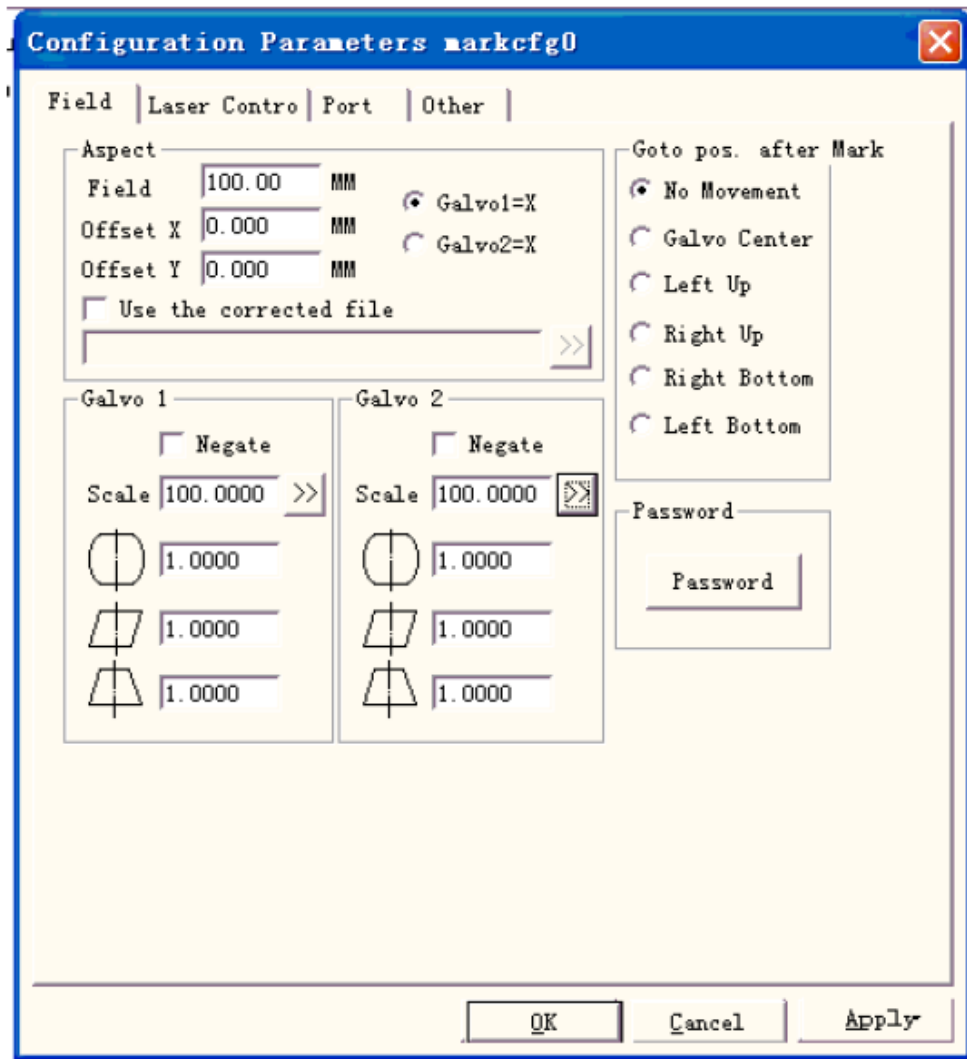 Configuration Parameters markcfg0
Field Laser Contro Port Other
Aspect
Field 100.00 MM
Galvo1=X
Offset X 0.000 MM
Galvo2=X
Offset Y 0.000 MM
Use the corrected file
>>
Goto pos. after Mark
No Movement
Galvo Center
Left Up
Right Up
Right Bottom
Left Bottom
Galvo 1
Negate
Scale 100.0000 >>
1.0000
1.0000
1.0000
Galvo 2
Negate
Scale 100.0000 >>
1.0000
1.0000
1.0000
Password
Password
OK Cancel Apply